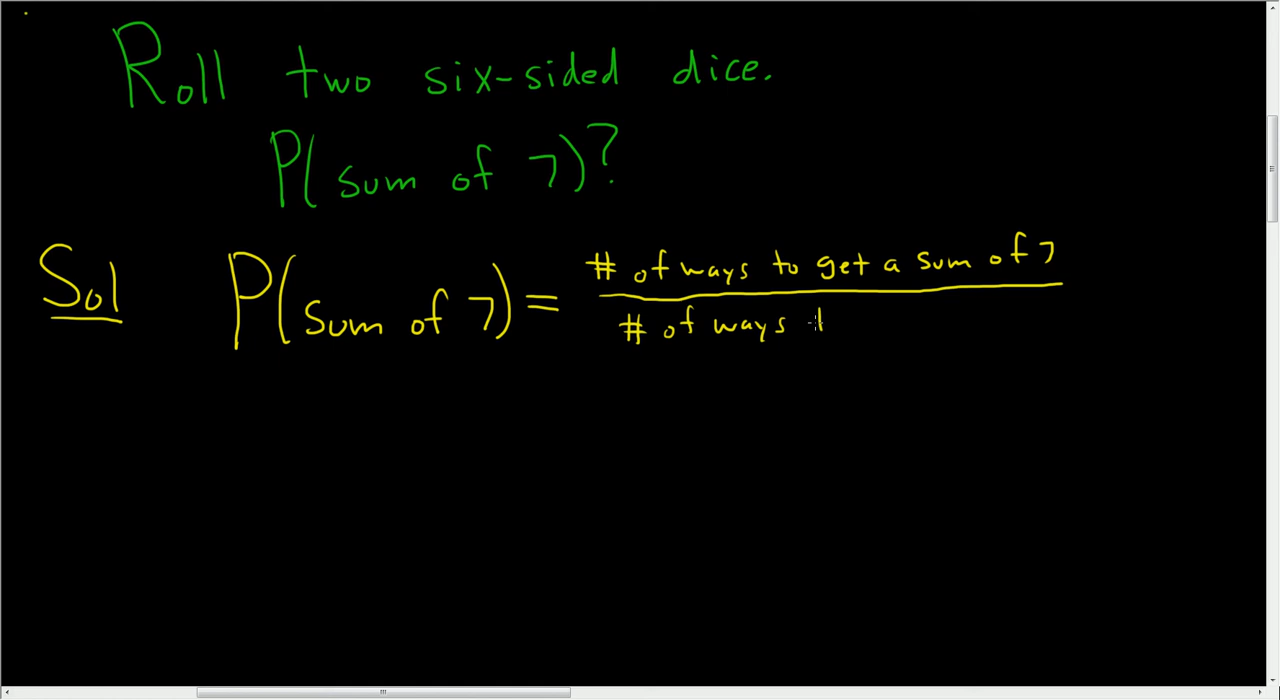 Roll two six-sided dice.
P(sum of 7)?
Sol P(sum of 7) = # of ways to get a sum of 7
# of ways t